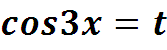 cos3x = t